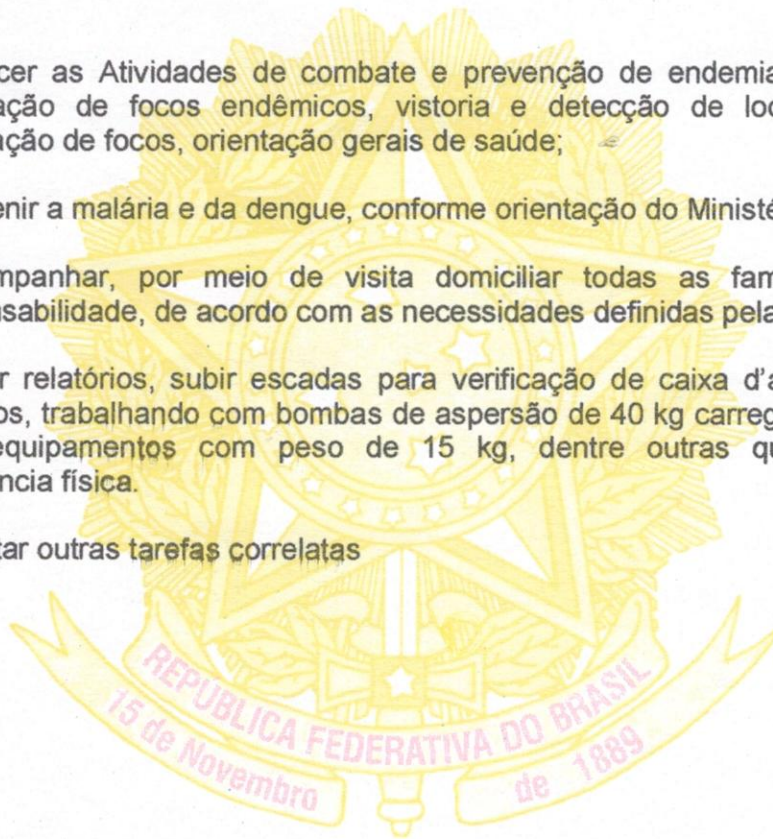 cer as Atividades de combate e prevenção de endemia
ação de focos endêmicos, vistoria e detecção de loc
ação de focos, orientação gerais de saúde;
enir a malária e da dengue, conforme orientação do Ministé
mpanhar, por meio de visita domiciliar todas as fam
nsabilidade, de acordo com as necessidades definidas pela
r relatórios, subir escadas para verificação de caixa d'a
os, trabalhando com bombas de aspersão de 40 kg carreg
equipamentos com peso de 15 kg, dentre outras qu
ncia física.
tar outras tarefas correlatas
REPÚBLICA FEDERATIVA DO BRASIL
15 de Novembro de 1889